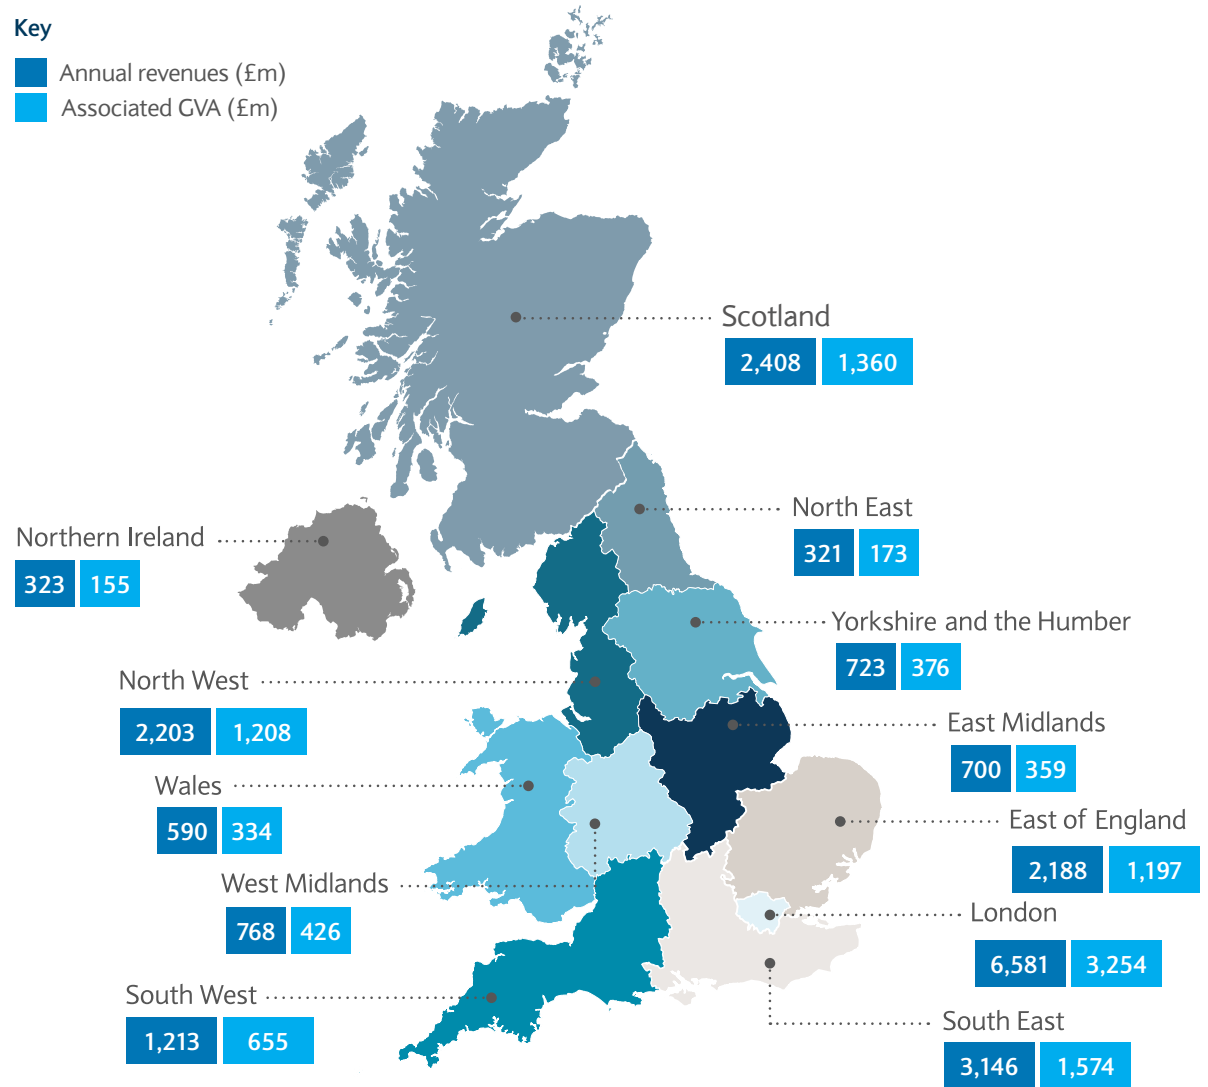 Key
Annual revenues (£m)
Associated GVA (£m)
Scotland
2,408 1,360
North East
321 173
Northern Ireland
323 155
Yorkshire and the Humber
723 376
North West
2,203 1,208
East Midlands
700 359
Wales
590 334
East of England
2,188 1,197
West Midlands
768 426
London
6,581 3,254
South West
1,213 655
South East
3,146 1,574